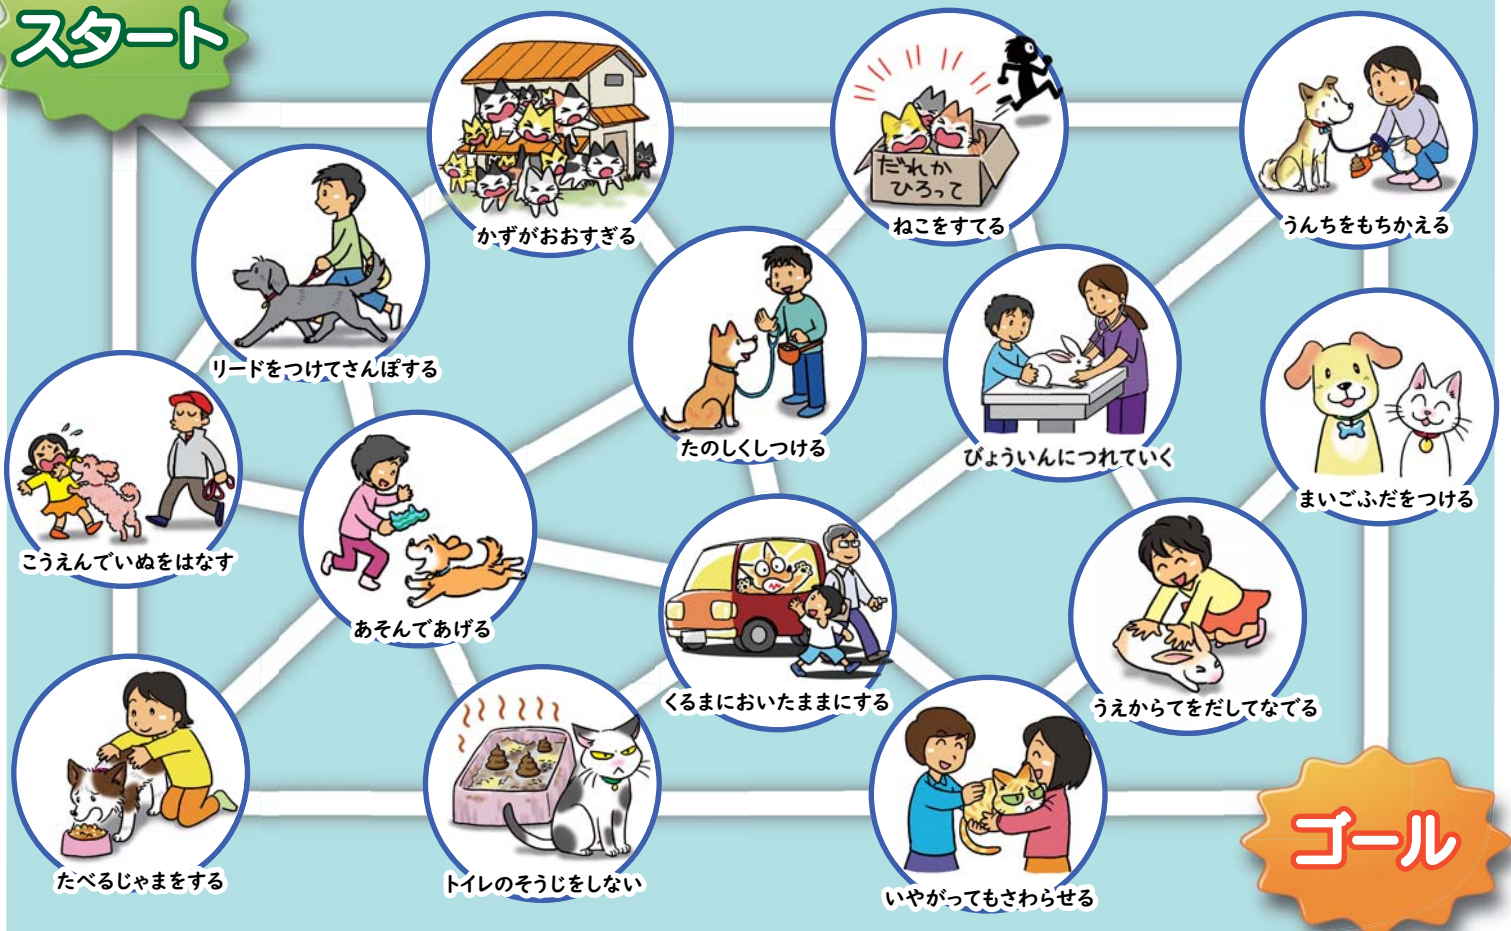 スタート
かずがおおすぎる
だれか
ひろって
ねこをすてる
うんちをもちかえる
リードをつけてさんぽする
たのしくしつける
びょういんにつれていく
まいごふだをつける
こうえんでいぬをはなす
あそんであげる
くるまにおいたままにする
うえからてをだしてなでる
たべるじゃまをする
トイレのそうじをしない
いやがってもさわらせる
ゴール